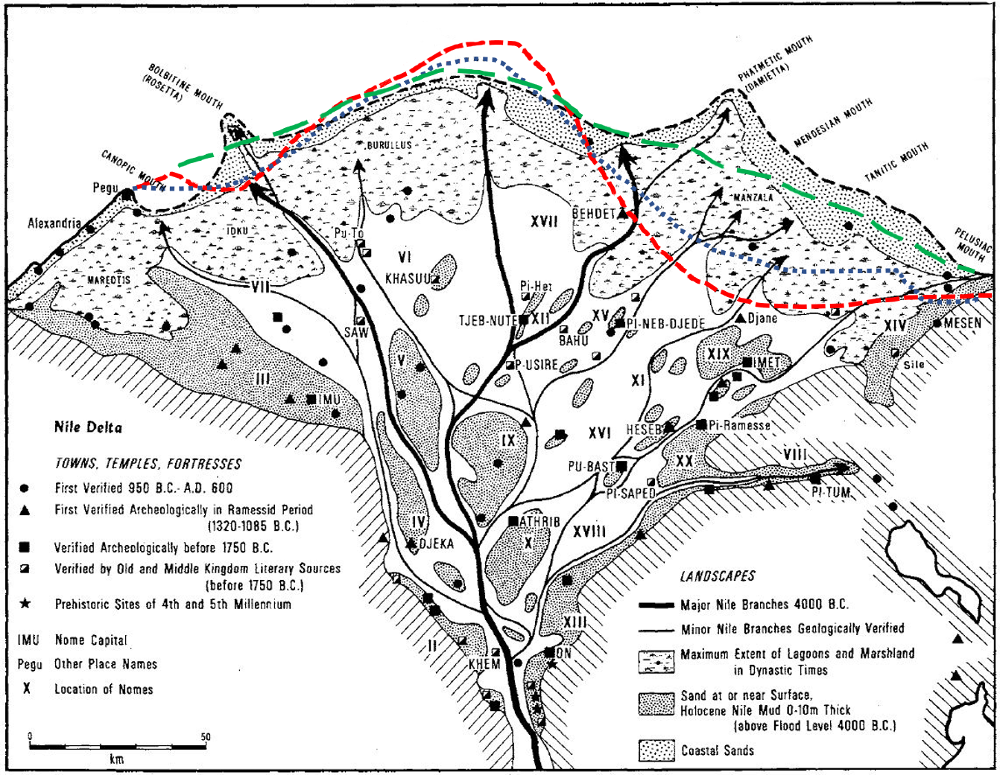 BOLBITINE MOUTH
(ROSETTA)
PHATMETIC MOUTH
(DAMIETTA)
MENDESIAN MOUTH
TANITIC MOUTH
CANOPIC MOUTH
Pegu
BURULLUS
MANZALA
PELUSIAC
MOUTH
Alexandria
IDKU
Pu-To
XVII
BEHDET
MAREOTIS
VII
VI
KHASUU
Pi-Het
SAW
TJEB-NUTE
XII
XV
PI-NEB-DJEDE
Djane
XIV
MESEN
BAHU
V
P-USIRE
XIX
IMET
Sile
III
IMU
XI
Nile Delta
IX
XVI
HESEB
Pi-Ramesse
XX
VIII
TOWNS, TEMPLES, FORTRESSES
PU-BAST
PI-SAPED
PI-TUM
First Verified 950 B.C.- A.D. 600
First Verified Archeologically in Ramessid Period
(1320-1085 B.C.)
IV
ATHRIB
XVIII
DJEKA
X
Verified Archeologically before 1750 B.C.
Verified by Old and Middle Kingdom Literary Sources
(before 1750 B.C.)
Prehistoric Sites of 4th and 5th Millennium
XIII
II
KHEM
ON
IMU Nome Capital
Pegu Other Place Names
X Location of Nomes
0 50
km
LANDSCAPES
Major Nile Branches 4000 B.C.
Minor Nile Branches Geologically Verified
Maximum Extent of Lagoons and Marshland
in Dynastic Times
Sand at or near Surface,
Holocene Nile Mud 0-10m Thick
(above Flood Level 4000 B.C.)
Coastal Sands